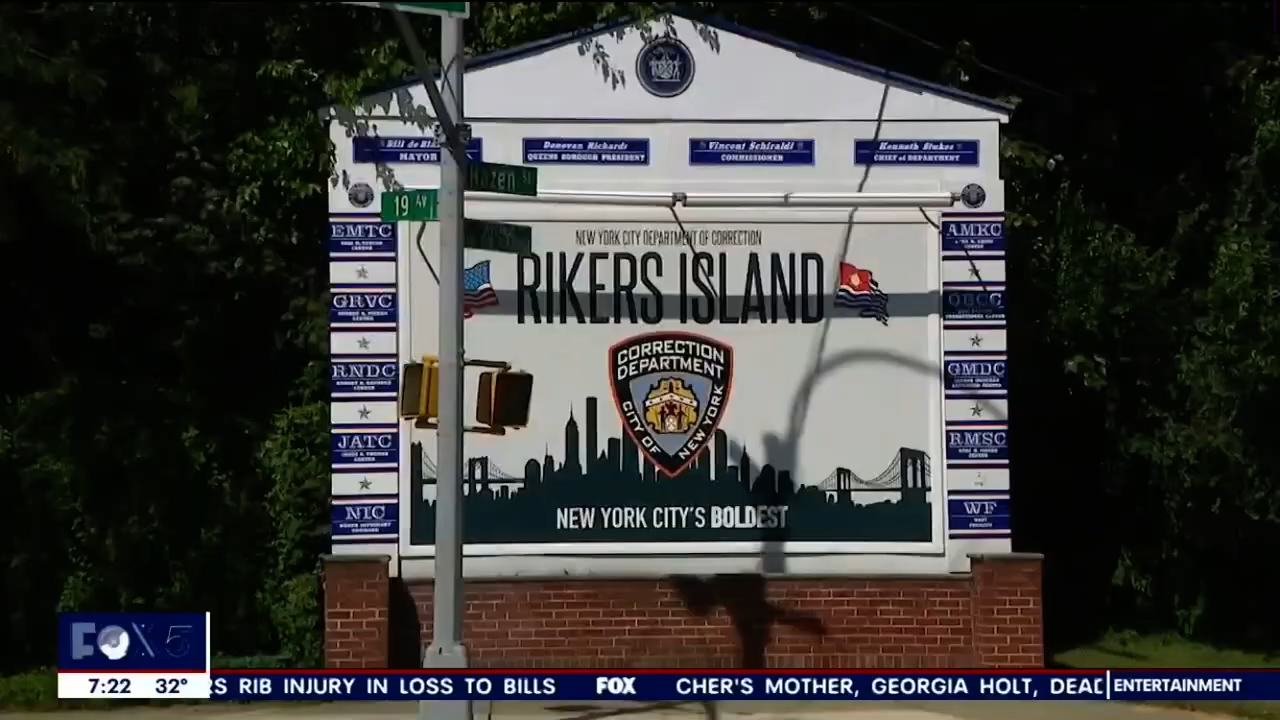 Bill de
MAYOR
Donovan Richards
QUEENS BOROUGH PRESIDENT
Vincent Schiraldi
COMMISSIONER
Kenneth Stukes
CHIEF of DEPARTMENT
Hazen St
19 AV
NEW YORK CITY DEPARTMENT OF CORRECTION
RIKERS ISLAND
CORRECTION
DEPARTMENT
CITY OF NEW YORK
NEW YORK CITY'S BOLDEST
EMTC
GRVC
RNDC
JATC
NIC
AMKC
OBCC
GMDC
RMSC
WF
FOX 5
7:22 32°
RS RIB INJURY IN LOSS TO BILLS FOX CHER'S MOTHER, GEORGIA HOLT, DEAD ENTERTAINMENT